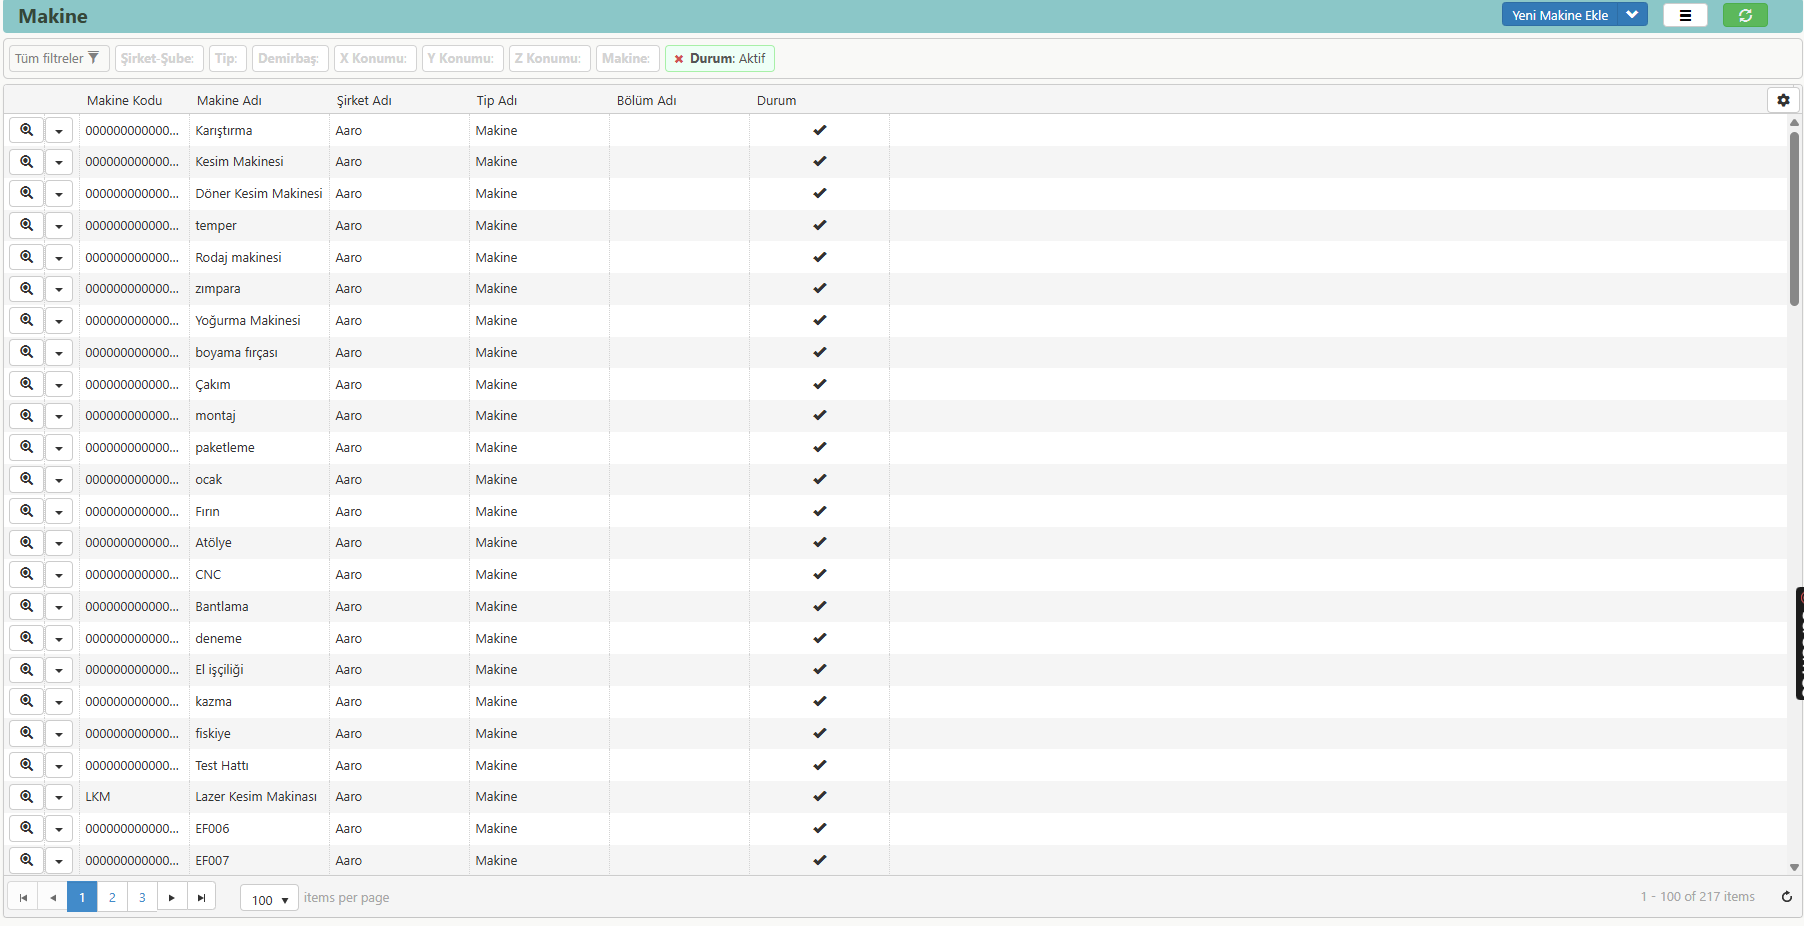 Makine
Yeni Makine Ekle
Tüm filtreler Şirket-Şube: Tip: Demirbaş: X Konumu: Y Konumu: Z Konumu: Makine: Durum: Aktif
Makine Kodu Makine Adı Şirket Adı Tip Adı Bölüm Adı Durum
000000000000... Karıştırma Aaro Makine
000000000000... Kesim Makinesi Aaro Makine
000000000000... Döner Kesim Makinesi Aaro Makine
000000000000... temper Aaro Makine
000000000000... Rodaj makinesi Aaro Makine
000000000000... zımpara Aaro Makine
000000000000... Yoğurma Makinesi Aaro Makine
000000000000... boyama fırçası Aaro Makine
000000000000... Çakım Aaro Makine
000000000000... montaj Aaro Makine
000000000000... paketleme Aaro Makine
000000000000... ocak Aaro Makine
000000000000... Fırın Aaro Makine
000000000000... Atölye Aaro Makine
000000000000... CNC Aaro Makine
000000000000... Bantlama Aaro Makine
000000000000... deneme Aaro Makine
000000000000... El işçiliği Aaro Makine
000000000000... kazma Aaro Makine
000000000000... fiskiye Aaro Makine
000000000000... Test Hattı Aaro Makine
LKM Lazer Kesim Makinası Aaro Makine
000000000000... EF006 Aaro Makine
000000000000... EF007 Aaro Makine
1 2 3 100 items per page 1 - 100 of 217 items